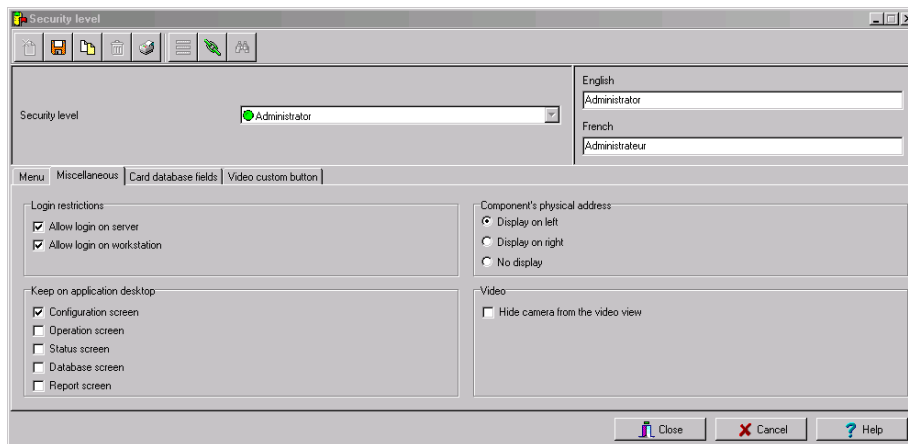 Security level
English
Administrator
Security level
Administrator
French
Administrateur
Menu
Miscellaneous
Card database fields
Video custom button
Login restrictions
Allow login on server
Allow login on workstation
Component's physical address
Display on left
Display on right
No display
Keep on application desktop
Configuration screen
Operation screen
Status screen
Database screen
Report screen
Video
Hide camera from the video view
Close
Cancel
Help